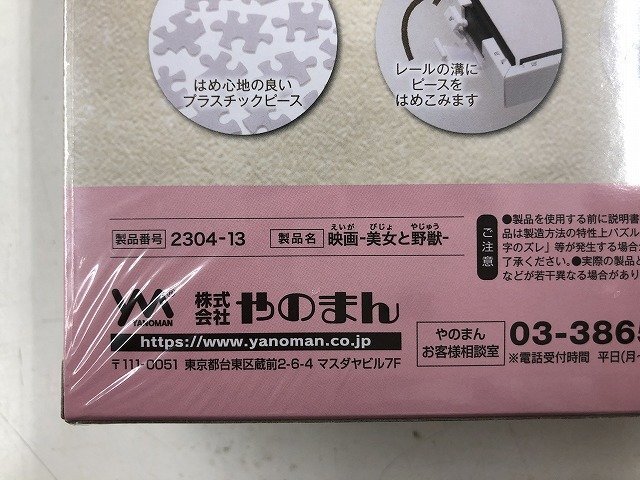 はめ心地の良い
プラスチックピース
レールの溝に
ピースを
はめこみます
製品番号 2304-13
製品名 映画-美女と野獣-
えいが びじょ やじゅう
ご注意
●製品を使用する前に説明書
品は製造方法の特性上パズル
字のズレ」等が発生する場合
了承ください。●実際の製品と
などが若干異なる場合があり
YM
YANOMAN
株式会社 やのまん
https://www.yanoman.co.jp
〒111-0051 東京都台東区蔵前2-6-4 マスダヤビル7F
やのまん
お客様相談室
03-3865
※電話受付時間 平日(月~